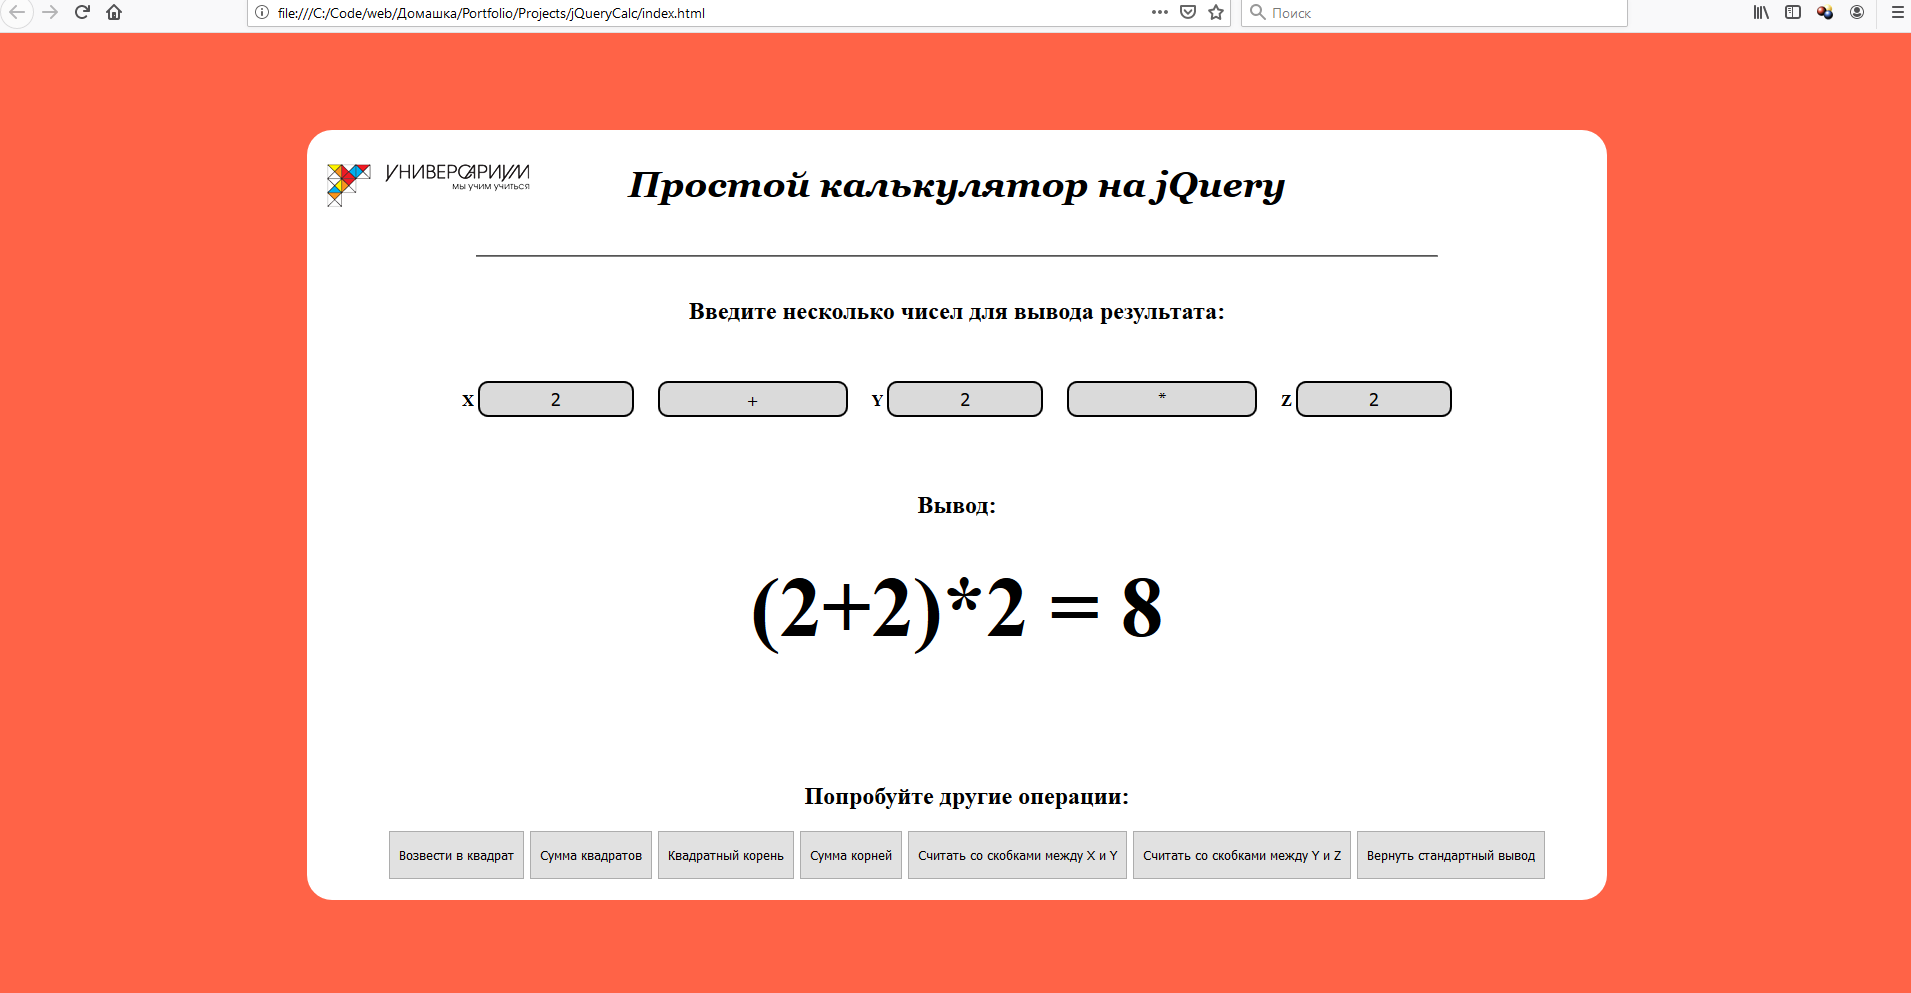 file:///C:/Code/web/Домашка/Portfolio/Projects/jQueryCalc/index.html
Поиск
УНИВЕРСАРИУМ
мы учим учиться
Простой калькулятор на jQuery
Введите несколько чисел для вывода результата:
X 2 + Y 2 * Z 2
Вывод:
(2+2)*2 = 8
Попробуйте другие операции:
Возвести в квадрат Сумма квадратов Квадратный корень Сумма корней Считать со скобками между X и Y Считать со скобками между Y и Z Вернуть стандартный вывод